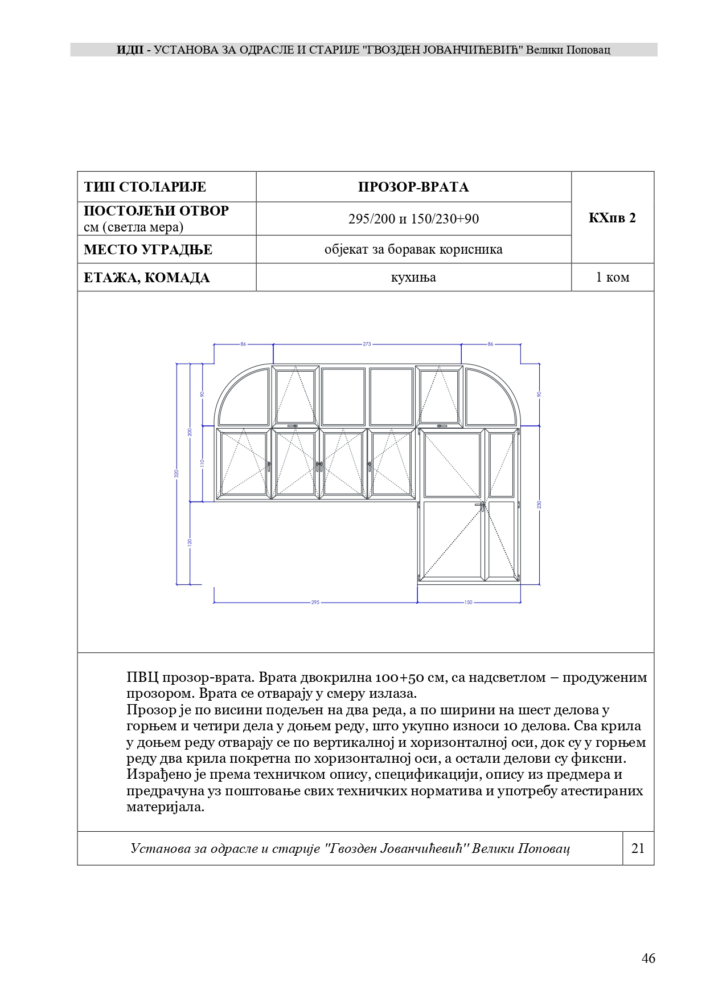 ИДП - УСТАНОВА ЗА ОДРАСЛЕ И СТАРИЈЕ "ГВОЗДЕН ЈОВАНЧИЋЕВИЋ" Велики Поповац
ТИП СТОЛАРИЈЕ
ПРОЗОР-ВРАТА
КХпв 2
ПОСТОЈЕЋИ ОТВОР
см (светла мера)
295/200 и 150/230+90
МЕСТО УГРАДЊЕ
објекат за боравак корисника
ЕТАЖА, КОМАДА
кухиња
1 ком
86
273
86
90
90
200
110
320
230
120
295
150
ПВЦ прозор-врата. Врата двокрилна 100+50 см, са надсветлом – продуженим
прозором. Врата се отварају у смеру излаза.
Прозор је по висини подељен на два реда, а по ширини на шест делова у
горњем и четири дела у доњем реду, што укупно износи 10 делова. Сва крила
у доњем реду отварају се по вертикалној и хоризонталној оси, док су у горњем
реду два крила покретна по хоризонталној оси, а остали делови су фиксни.
Израђено је према техничком опису, спецификацији, опису из предмера и
предрачуна уз поштовање свих техничких норматива и употребу атестираних
материјала.
Установа за одрасле и старије "Гвозден Јованчићевић'' Велики Поповац
21
46